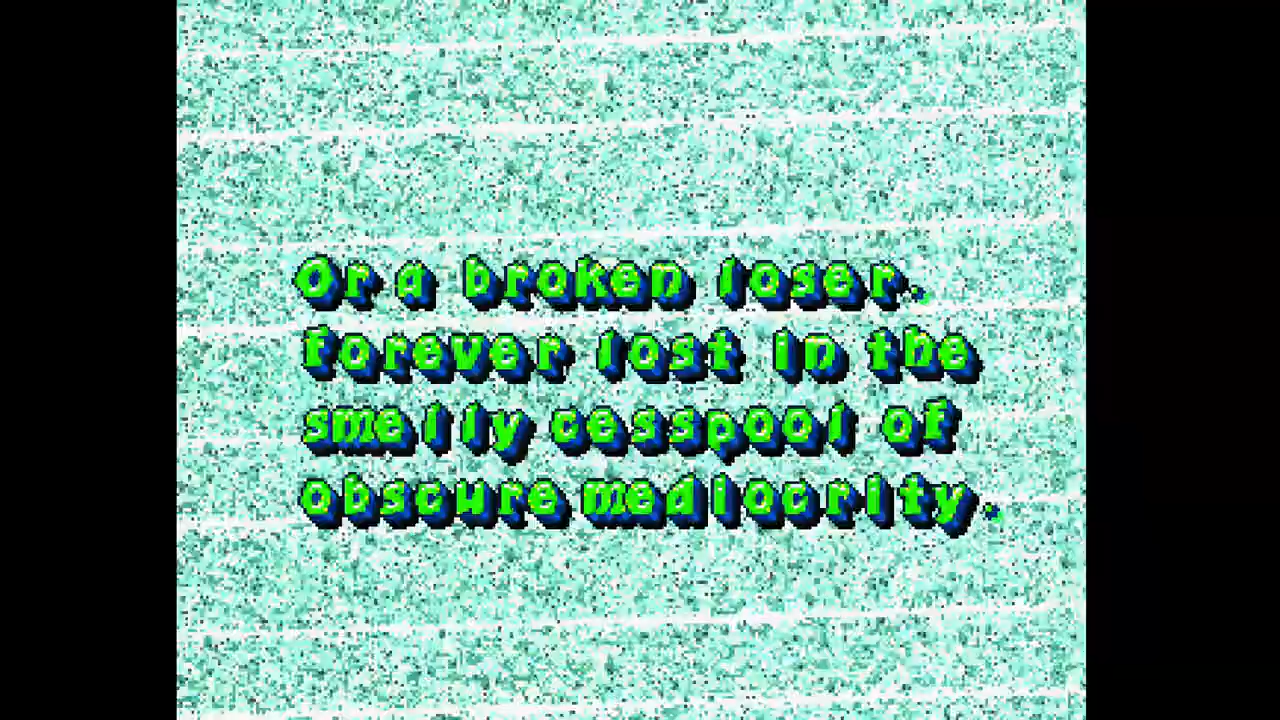 Or a broken loser,
forever lost in the
smelly cesspool of
obscure mediocrity.